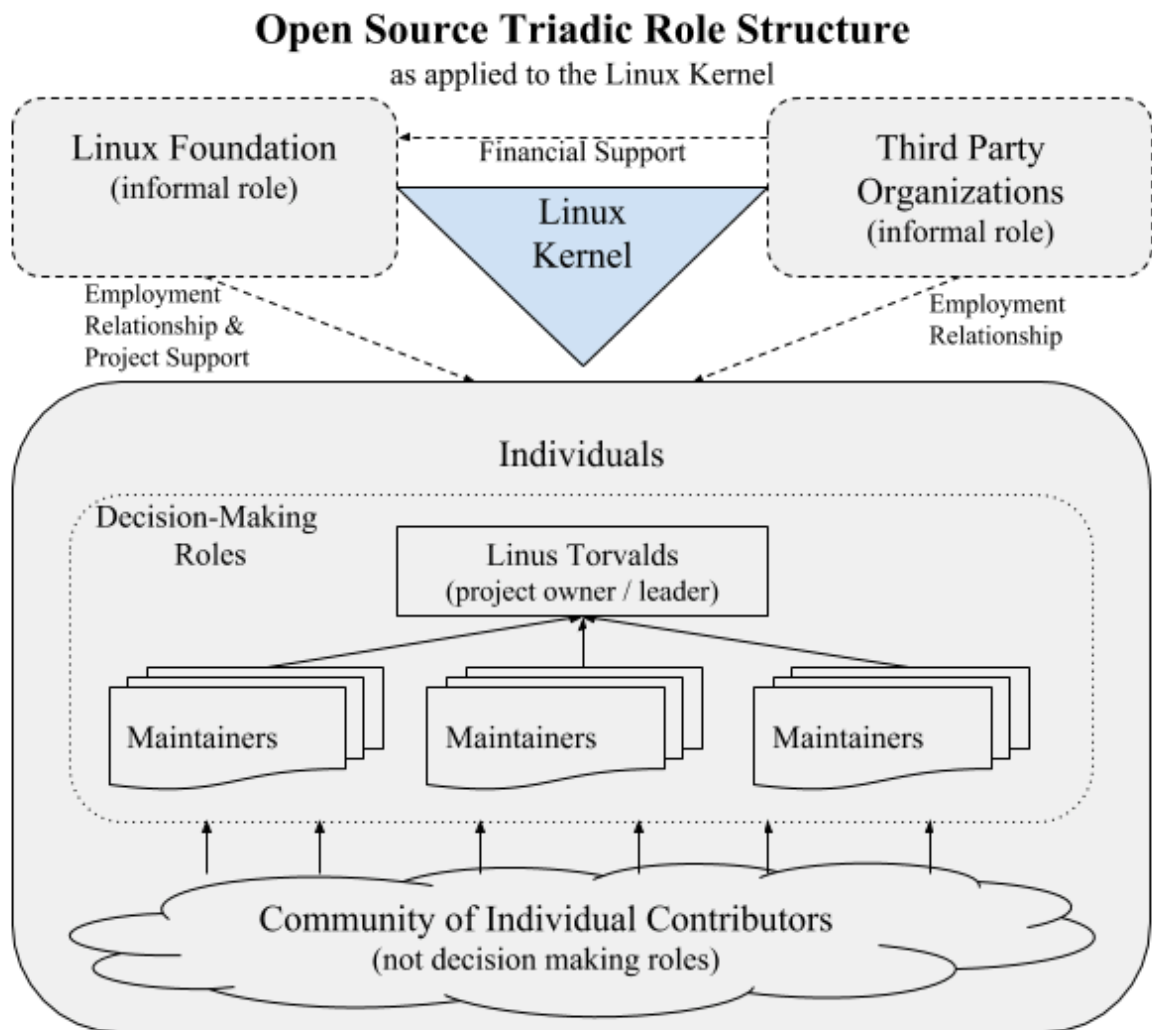 Open Source Triadic Role Structure
as applied to the Linux Kernel
Linux Foundation
(informal role)
Financial Support
Third Party
Organizations
(informal role)
Linux
Kernel
Employment
Relationship &
Project Support
Employment
Relationship
Individuals
Decision-Making
Roles
Linus Torvalds
(project owner / leader)
Maintainers
Maintainers
Maintainers
Community of Individual Contributors
(not decision making roles)